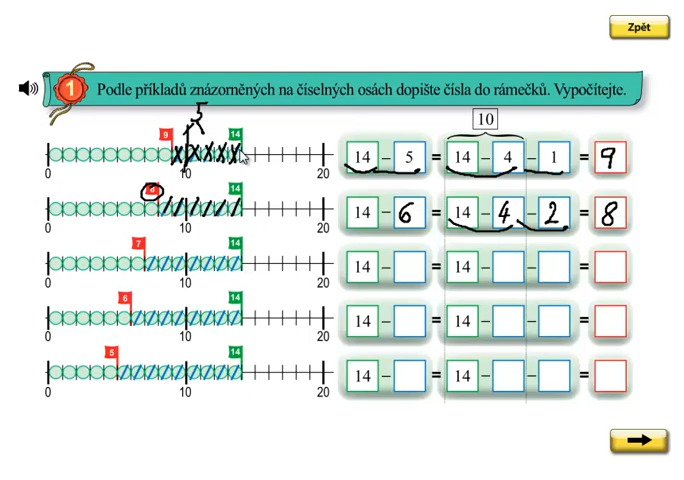 Zpět
1 Podle příkladů znázorněných na číselných osách dopište čísla do rámečků. Vypočítejte.
5
10
9 14
0 10 20
14 - 5 = 14 - 4 - 1 = 9
8 14
0 10 20
14 - 6 = 14 - 4 - 2 = 8
7 14
0 10 20
14 - = 14 - - =
6 14
0 10 20
14 - = 14 - - =
5 14
0 10 20
14 - = 14 - - =